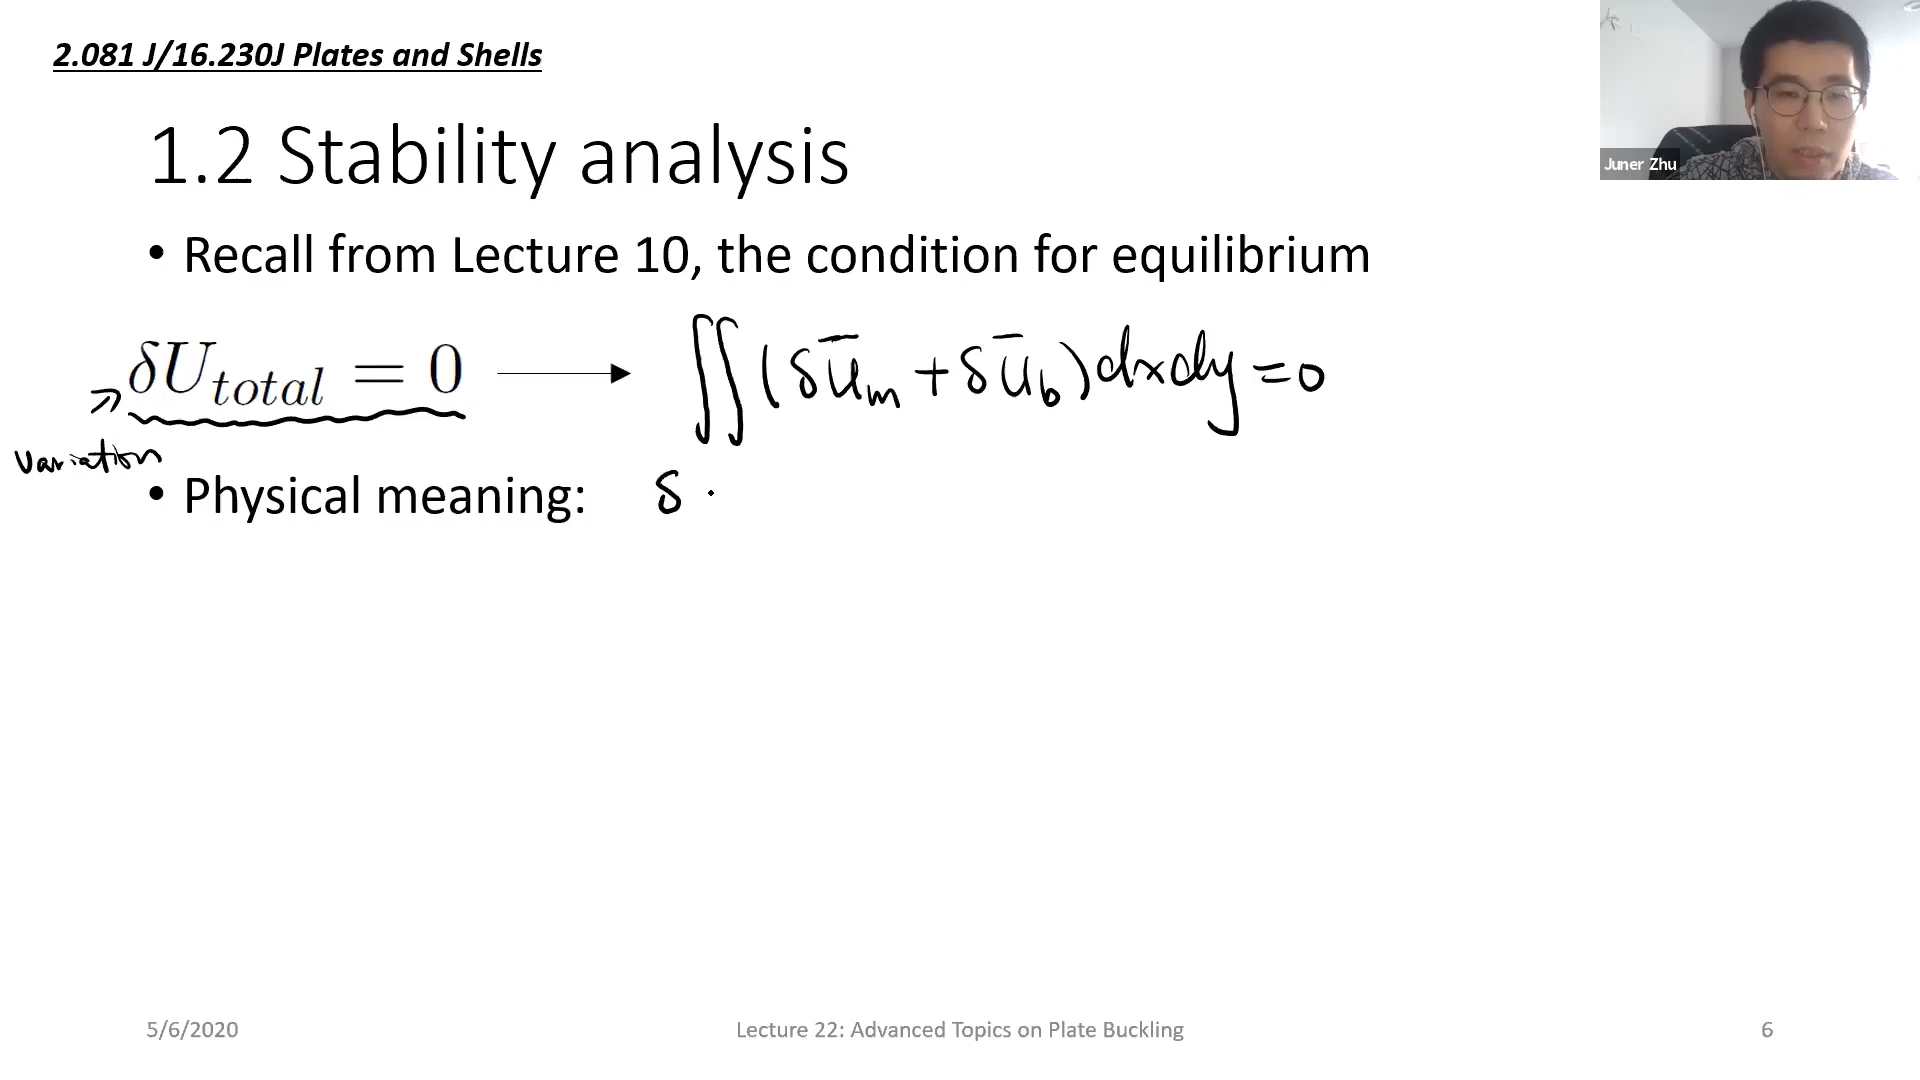 2.081 J/16.230J Plates and Shells
Juner Zhu
1.2 Stability analysis
• Recall from Lecture 10, the condition for equilibrium
δU_total = 0 → ∬(δū_m + δū_b)dxdy = 0
variation
• Physical meaning: δ ·
5/6/2020
Lecture 22: Advanced Topics on Plate Buckling
6